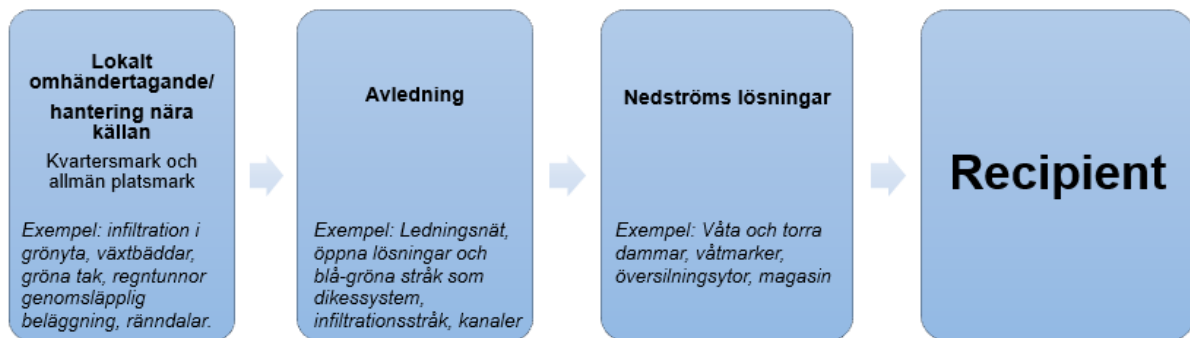 Lokalt
omhändertagande/
hantering nära
källan
Kvartersmark och
allmän platsmark
Exempel: infiltration i
grönyta, växtbäddar,
gröna tak, regntunnor
genomsläpplig
beläggning, ränndalar.
Avledning
Exempel: Ledningsnät,
öppna lösningar och
blå-gröna stråk som
dikessystem,
infiltrationsstråk, kanaler
Nedströms lösningar
Exempel: Våta och torra
dammar, våtmarker,
översilningsytor, magasin
Recipient